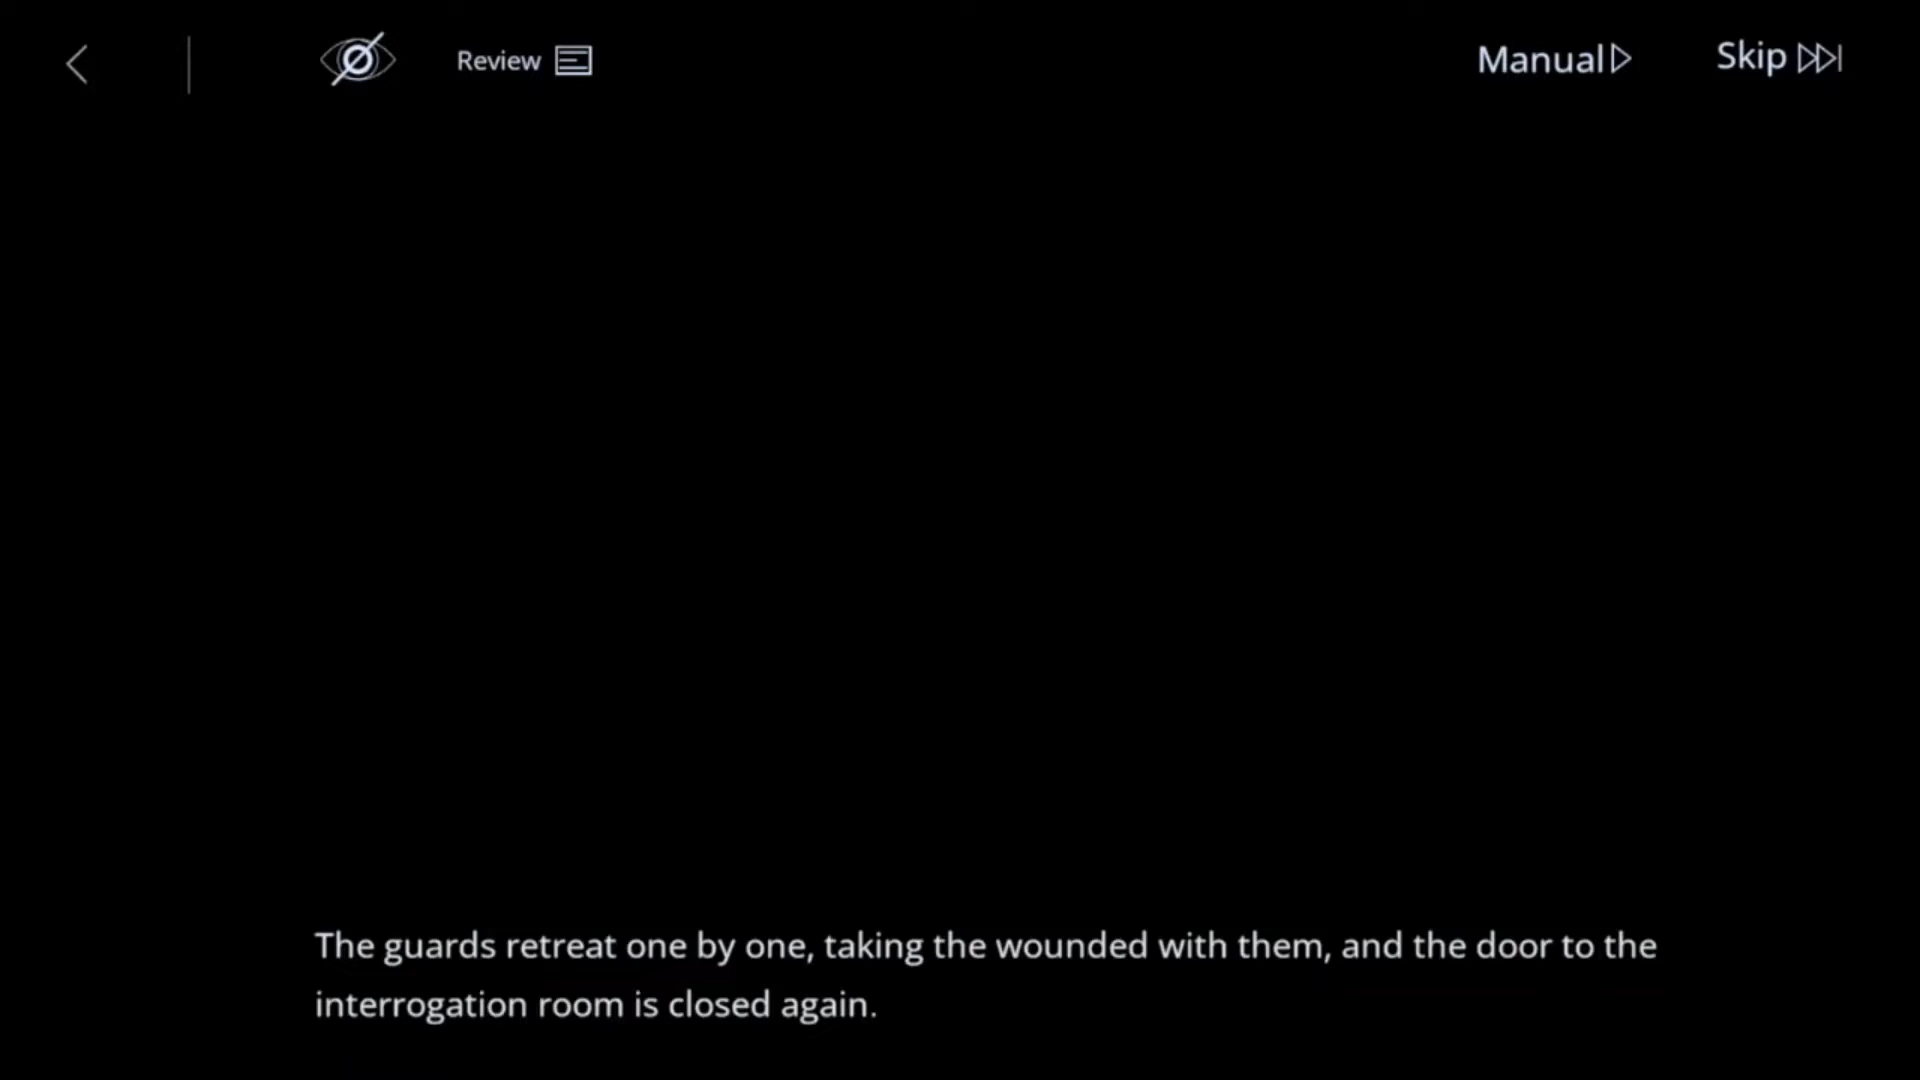 Review
Manual
Skip
The guards retreat one by one, taking the wounded with them, and the door to the
interrogation room is closed again.